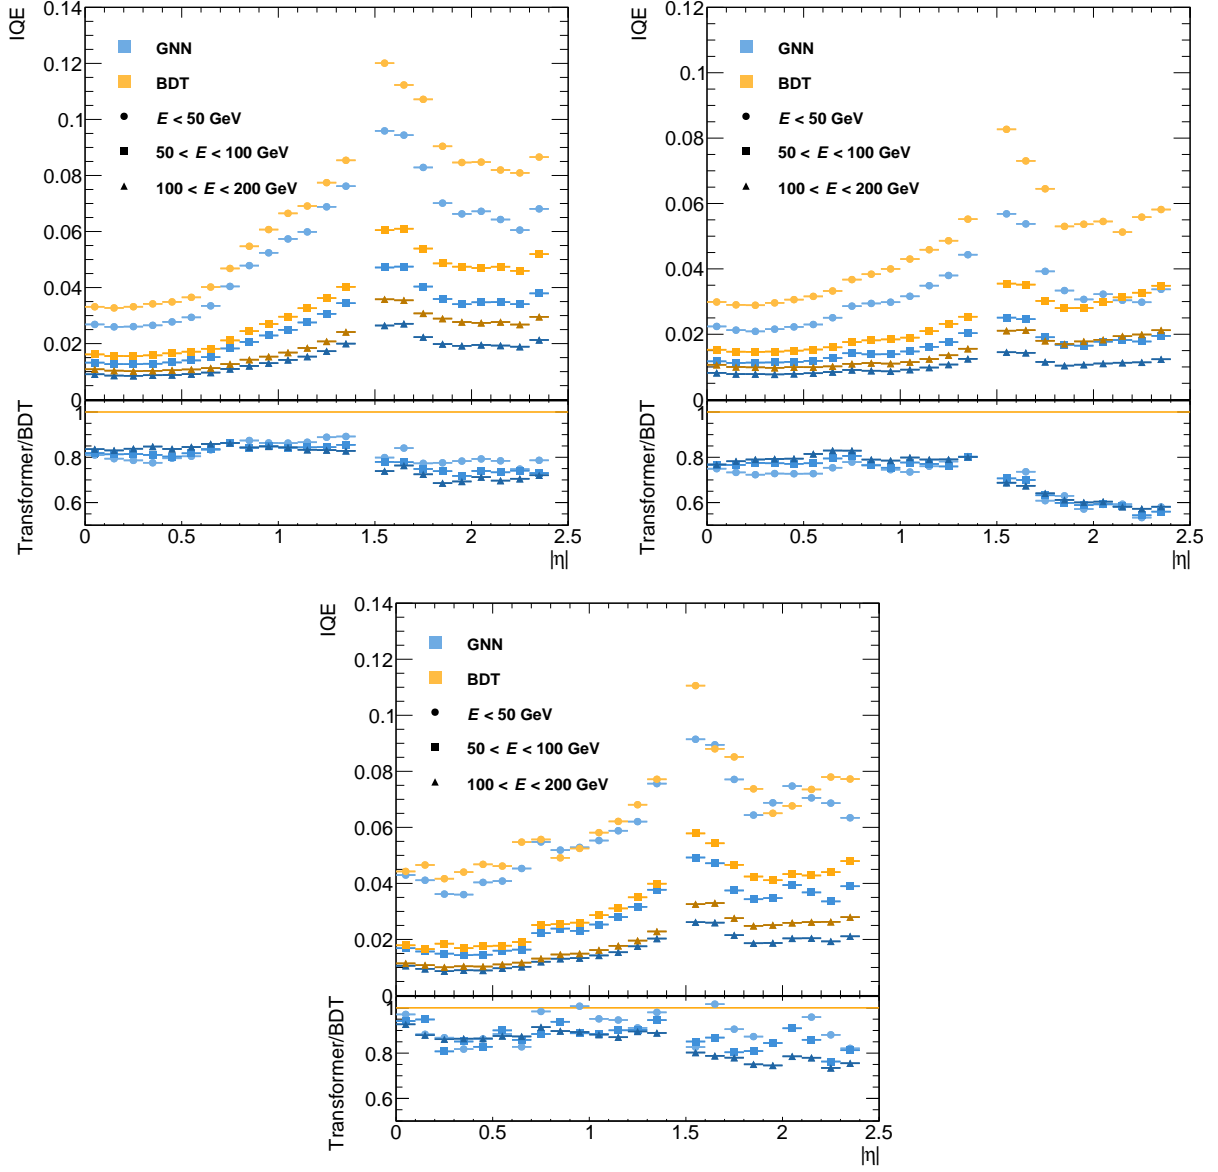 IQE
0.14
0.12
0.1
0.08
0.06
0.04
0.02
0
GNN
BDT
E < 50 GeV
50 < E < 100 GeV
100 < E < 200 GeV
Transformer/BDT
1
0.8
0.6
0 0.5 1 1.5 2 2.5
|η|
IQE
0.12
0.1
0.08
0.06
0.04
0.02
0
GNN
BDT
E < 50 GeV
50 < E < 100 GeV
100 < E < 200 GeV
Transformer/BDT
1
0.8
0.6
0 0.5 1 1.5 2 2.5
|η|
IQE
0.14
0.12
0.1
0.08
0.06
0.04
0.02
0
GNN
BDT
E < 50 GeV
50 < E < 100 GeV
100 < E < 200 GeV
Transformer/BDT
1
0.8
0.6
0 0.5 1 1.5 2 2.5
|η|